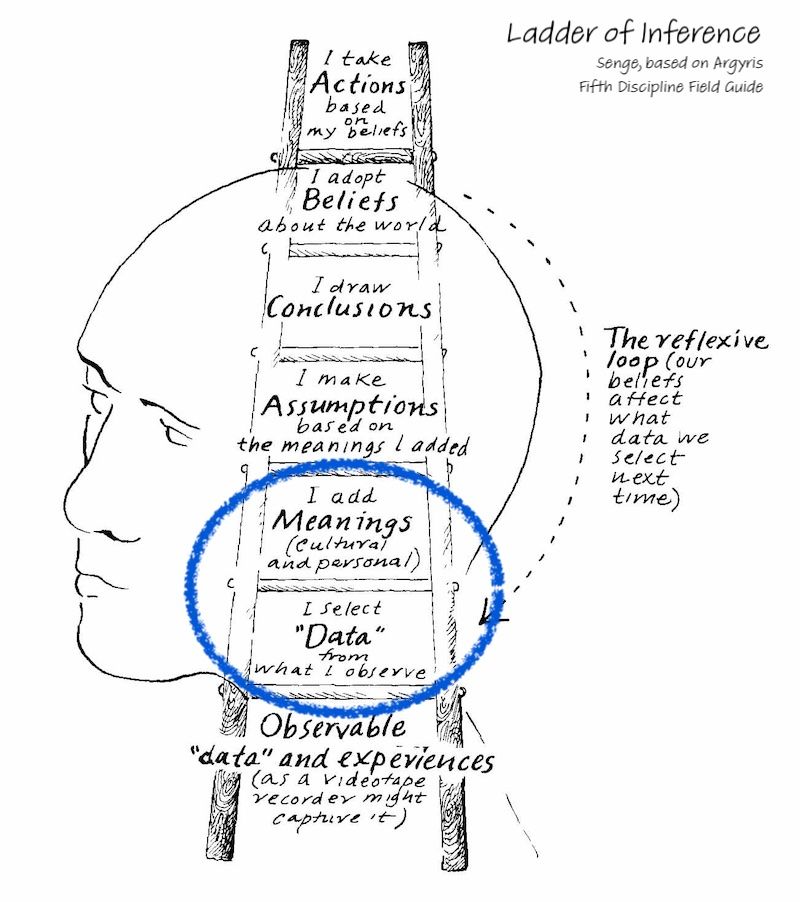 Ladder of Inference
Senge, based on Argyris
Fifth Discipline Field Guide
I take
Actions
based
on
my beliefs
I adopt
Beliefs
about the world
I draw
Conclusions
I make
Assumptions
based on
the meanings I added
I add
Meanings
(cultural
and personal)
I select
"Data"
from
what I observe
Observable
"data" and experiences
(as a videotape
recorder might
capture it)
The reflexive
loop (our
beliefs
affect
what
data we
select
next
time)